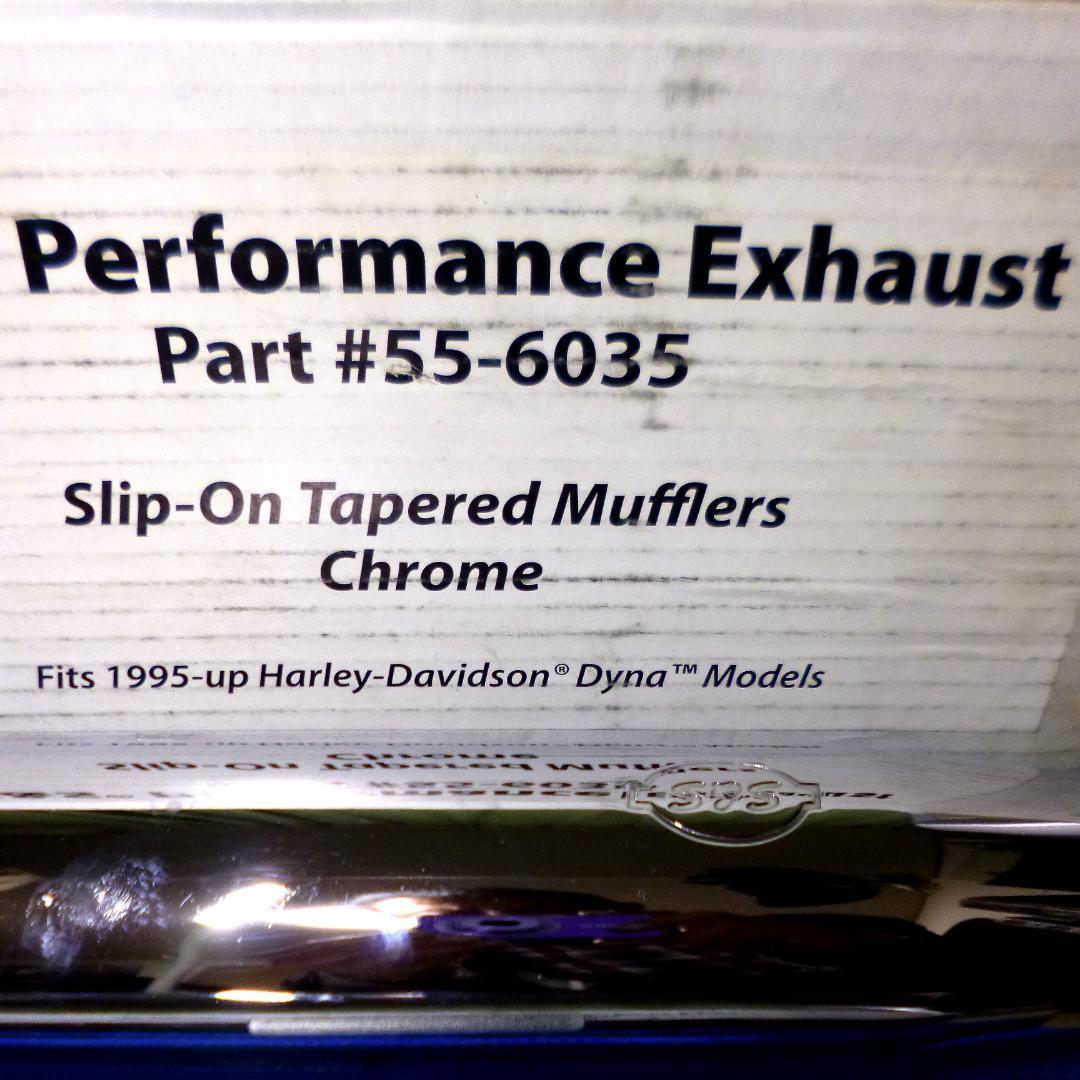 Performance Exhaust
Part #55-6035
Slip-On Tapered Mufflers
Chrome
Fits 1995-up Harley-Davidson® Dyna™ Models
S&S